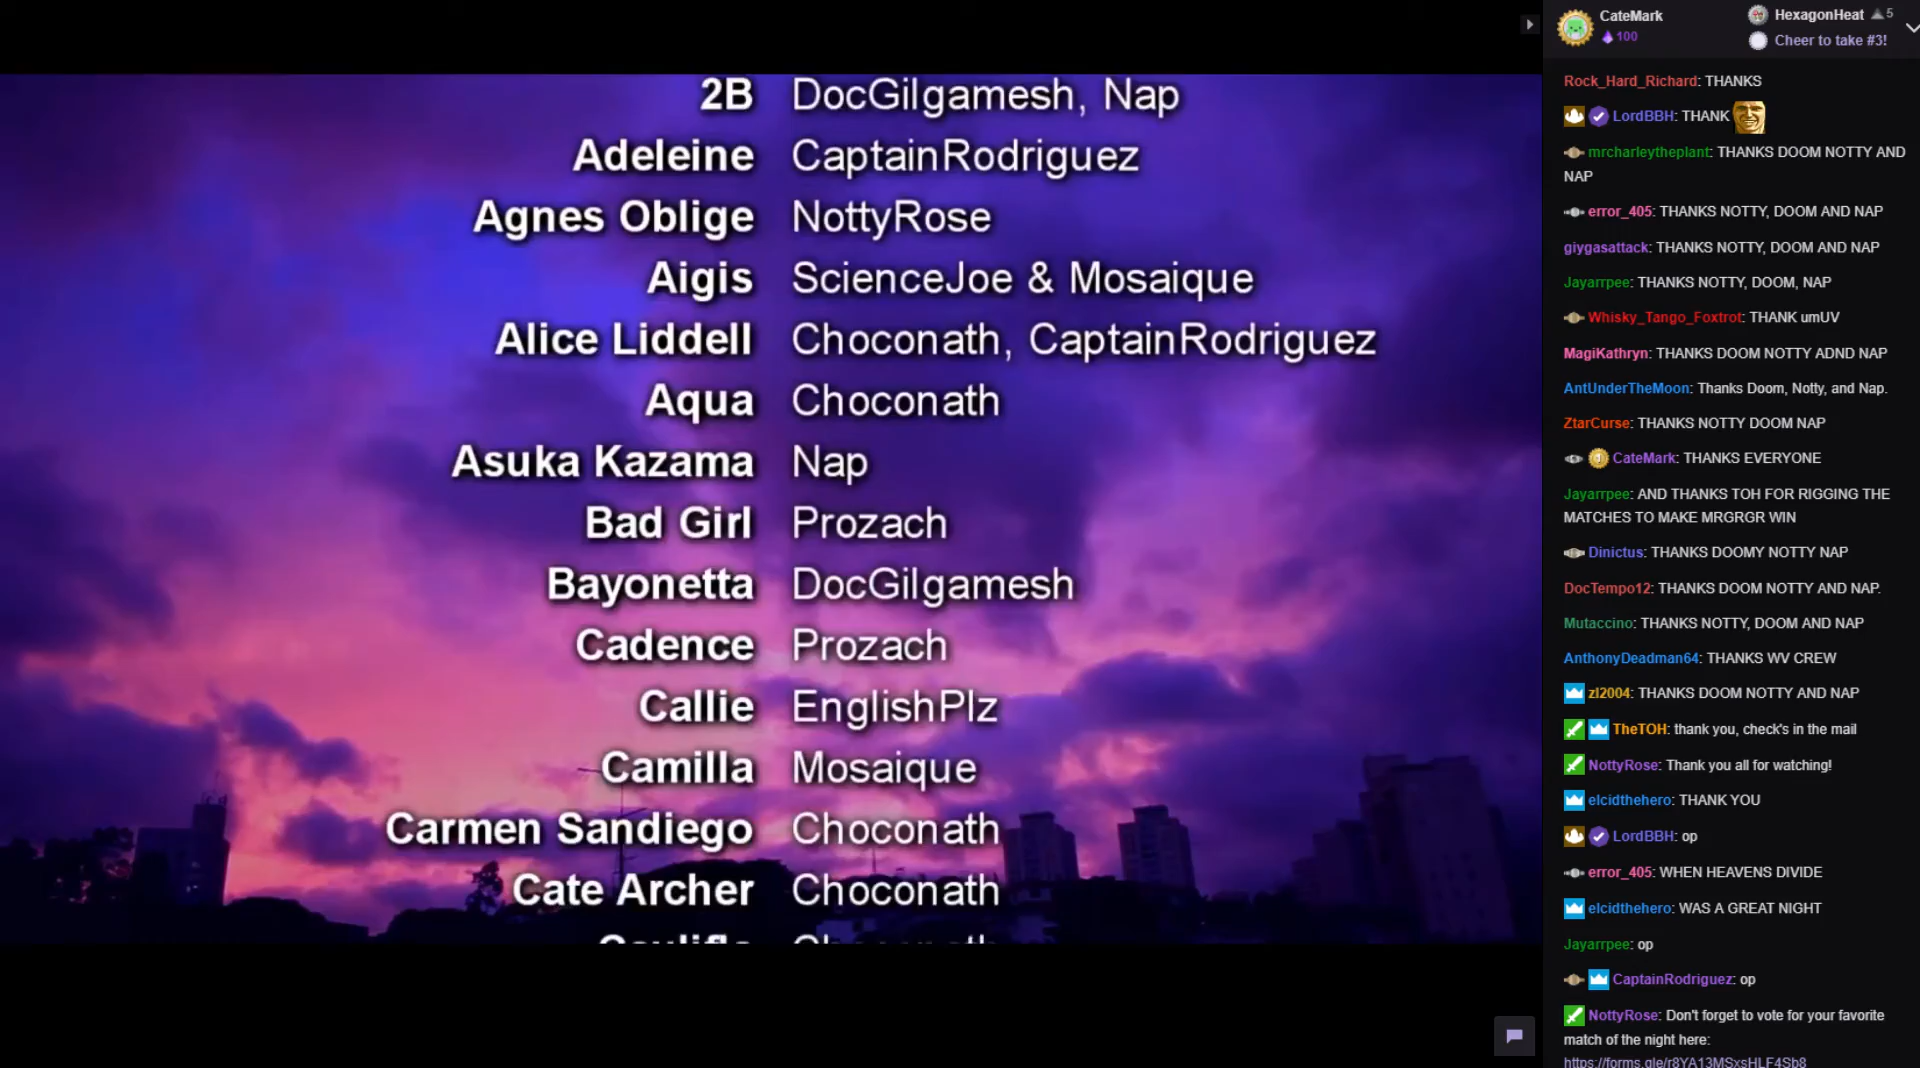 2B DocGilgamesh, Nap
Adeleine CaptainRodriguez
Agnes Oblige NottyRose
Aigis ScienceJoe & Mosaique
Alice Liddell Choconath, CaptainRodriguez
Aqua Choconath
Asuka Kazama Nap
Bad Girl Prozach
Bayonetta DocGilgamesh
Cadence Prozach
Callie EnglishPlz
Camilla Mosaique
Carmen Sandiego Choconath
Cate Archer Choconath
CateMark
100
HexagonHeat 5
Cheer to take #3!
Rock_Hard_Richard: THANKS
LordBBH: THANK
mrcharleytheplant: THANKS DOOM NOTTY AND
NAP
error_405: THANKS NOTTY, DOOM AND NAP
giygasattack: THANKS NOTTY, DOOM AND NAP
Jayarrpee: THANKS NOTTY, DOOM, NAP
Whisky_Tango_Foxtrot: THANK umUV
MagiKathryn: THANKS DOOM NOTTY ADND NAP
AntUnderTheMoon: Thanks Doom, Notty, and Nap.
ZtarCurse: THANKS NOTTY DOOM NAP
CateMark: THANKS EVERYONE
Jayarrpee: AND THANKS TOH FOR RIGGING THE
MATCHES TO MAKE MRGRGR WIN
Dinictus: THANKS DOOMY NOTTY NAP
DocTempo12: THANKS DOOM NOTTY AND NAP.
Mutaccino: THANKS NOTTY, DOOM AND NAP
AnthonyDeadman64: THANKS WV CREW
zl2004: THANKS DOOM NOTTY AND NAP
TheTOH: thank you, check's in the mail
NottyRose: Thank you all for watching!
elcidthehero: THANK YOU
LordBBH: op
error_405: WHEN HEAVENS DIVIDE
elcidthehero: WAS A GREAT NIGHT
Jayarrpee: op
CaptainRodriguez: op
NottyRose: Don't forget to vote for your favorite
match of the night here: